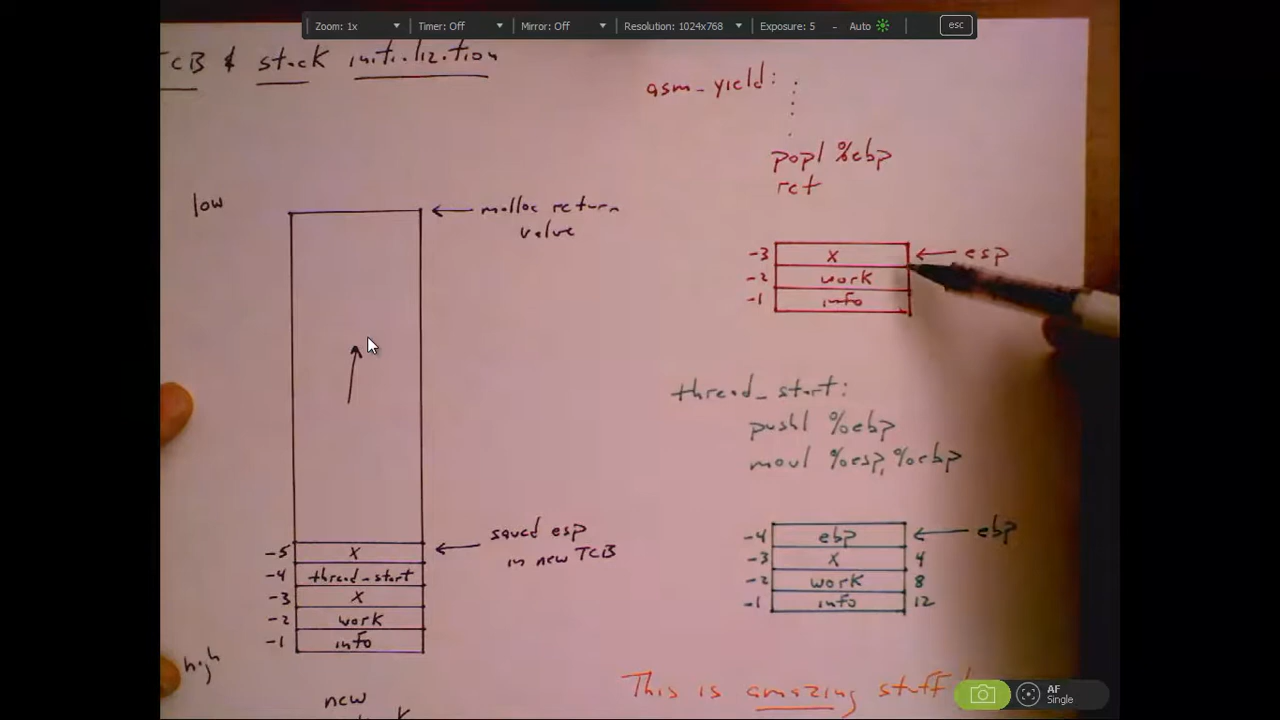 Zoom: 1x Timer: Off Mirror: Off Resolution: 1024x768 Exposure: 5 - Auto esc
TCB & stack initialization
low
malloc return
value
-5 X
-4 thread_start
-3 X
-2 work
-1 info
saved esp
in new TCB
high
new
asm_yield:
popl %ebp
ret
-3 X esp
-2 work
-1 info
thread_start:
pushl %ebp
movl %esp, %ebp
-4 ebp ebp
-3 X 4
-2 work 8
-1 info 12
This is amazing stuff !
AF
Single